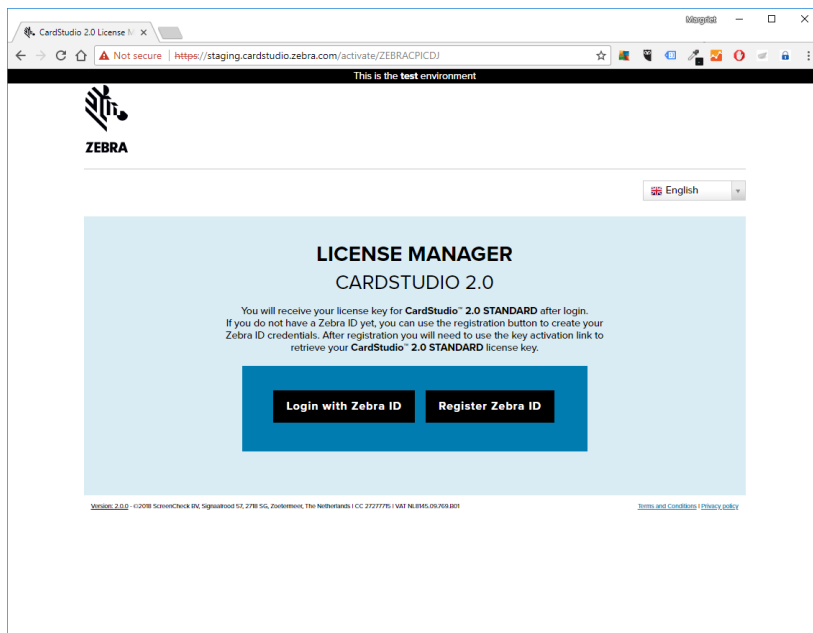 Margriet
CardStudio 2.0 License M
Not secure | https://staging.cardstudio.zebra.com/activate/ZEBRACPICDJ
This is the test environment
ZEBRA
English
LICENSE MANAGER
CARDSTUDIO 2.0
You will receive your license key for CardStudio™ 2.0 STANDARD after login.
If you do not have a Zebra ID yet, you can use the registration button to create your
Zebra ID credentials. After registration you will need to use the key activation link to
retrieve your CardStudio™ 2.0 STANDARD license key.
Login with Zebra ID
Register Zebra ID
Version: 2.0.0 - ©2018 ScreenCheck BV, Signaalrood 57, 2718 SG, Zoetermeer, The Netherlands | CC 27277715 | VAT NL8145.09.769.B01
Terms and Conditions | Privacy policy